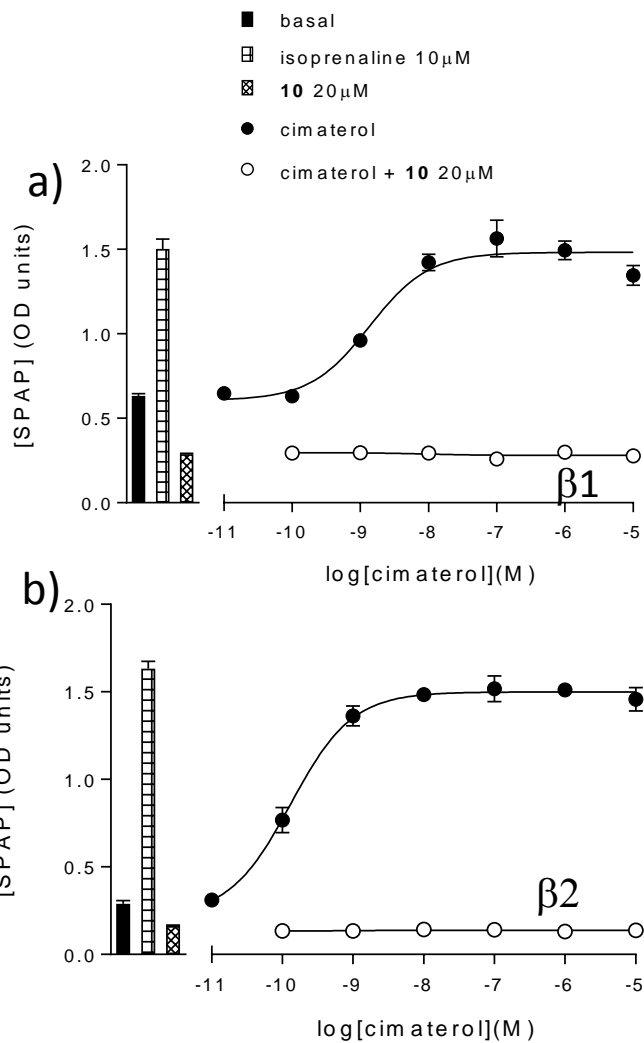 basal
isoprenaline 10μM
10 20μM
cimaterol
cimaterol + 10 20μM
a)
[SPAP] (OD units)
2.0
1.5
1.0
0.5
0.0
β1
-11 -10 -9 -8 -7 -6 -5
log[cimaterol](M)
b)
[SPAP] (OD units)
2.0
1.5
1.0
0.5
0.0
β2
-11 -10 -9 -8 -7 -6 -5
log[cimaterol](M)